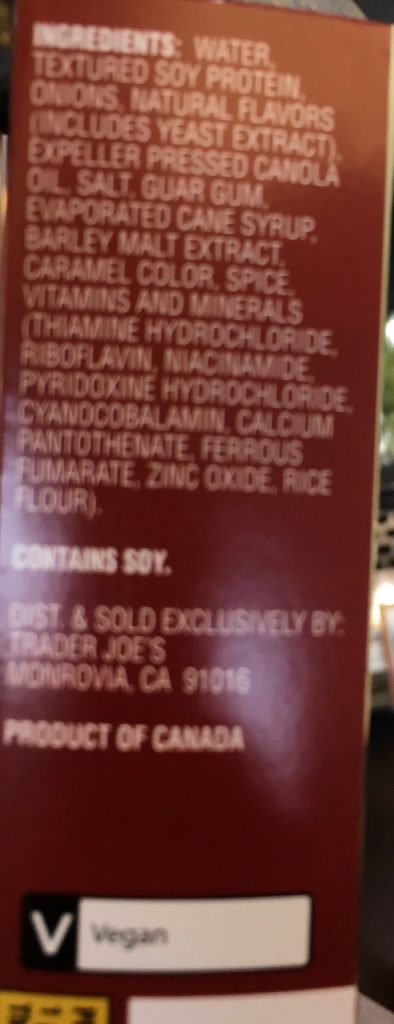 INGREDIENTS: WATER,
TEXTURED SOY PROTEIN,
ONIONS, NATURAL FLAVORS
(INCLUDES YEAST EXTRACT),
EXPELLER PRESSED CANOLA
OIL, SALT, GUAR GUM,
EVAPORATED CANE SYRUP,
BARLEY MALT EXTRACT,
CARAMEL COLOR, SPICE,
VITAMINS AND MINERALS
(THIAMINE HYDROCHLORIDE,
RIBOFLAVIN, NIACINAMIDE,
PYRIDOXINE HYDROCHLORIDE,
CYANOCOBALAMIN, CALCIUM
PANTOTHENATE, FERROUS
FUMARATE, ZINC OXIDE, RICE
FLOUR).
CONTAINS SOY.
DIST. & SOLD EXCLUSIVELY BY:
TRADER JOE'S
MONROVIA, CA 91016
PRODUCT OF CANADA
V Vegan